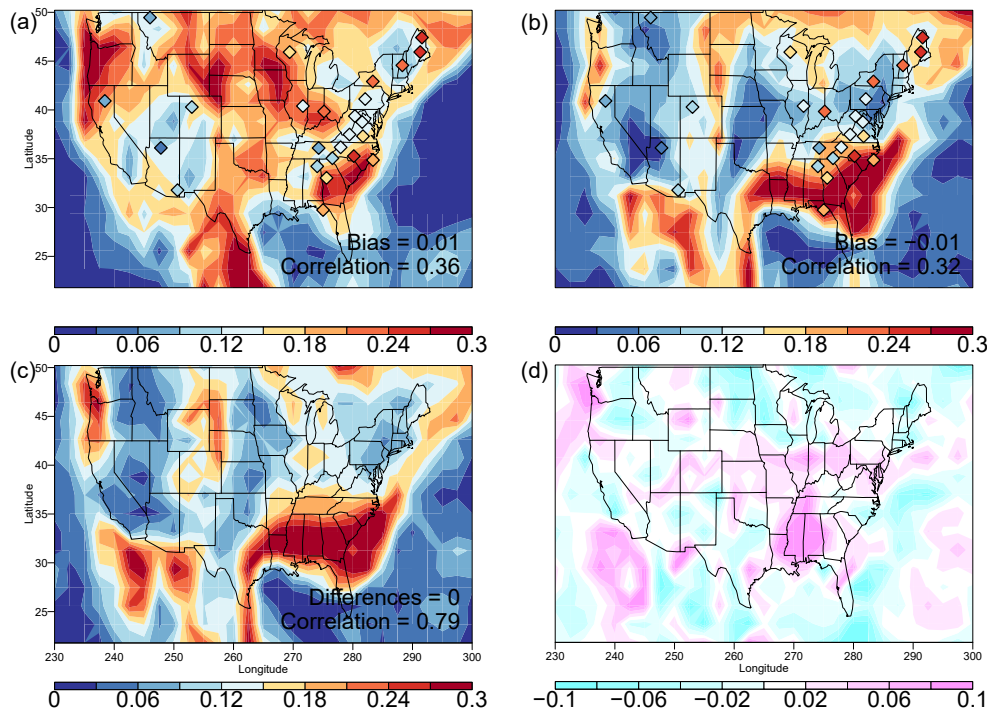 (a)
(b)
50
45
40
35
30
25
Latitude
Bias = 0.01
Correlation = 0.36
Bias = −0.01
Correlation = 0.32
0 0.06 0.12 0.18 0.24 0.3
0 0.06 0.12 0.18 0.24 0.3
(c)
(d)
50
45
40
35
30
25
Latitude
Differences = 0
Correlation = 0.79
230 240 250 260 270 280 290 300
230 240 250 260 270 280 290 300
Longitude
Longitude
0 0.06 0.12 0.18 0.24 0.3
−0.1 −0.06 −0.02 0.02 0.06 0.1